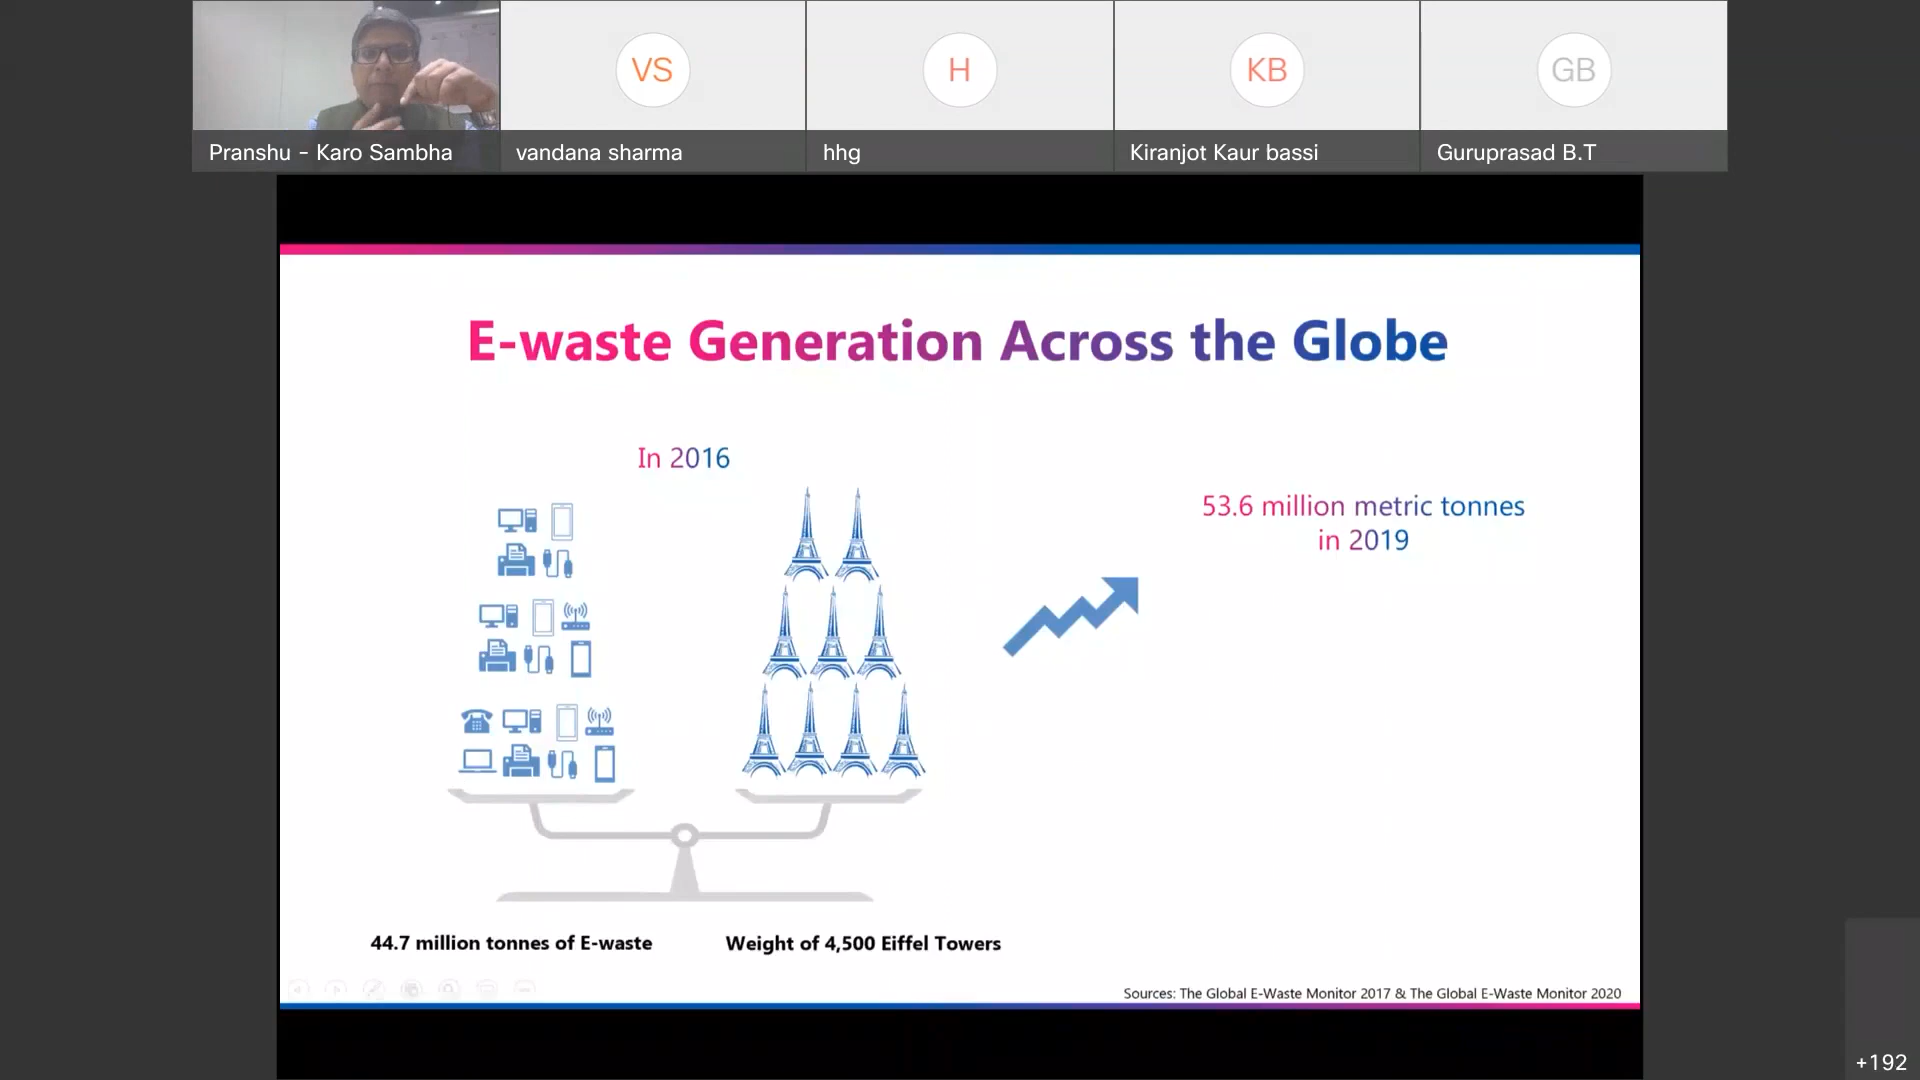 VS
H
KB
GB
Pranshu - Karo Sambha
vandana sharma
hhg
Kiranjot Kaur bassi
Guruprasad B.T
E-waste Generation Across the Globe
In 2016
53.6 million metric tonnes
in 2019
44.7 million tonnes of E-waste
Weight of 4,500 Eiffel Towers
Sources: The Global E-Waste Monitor 2017 & The Global E-Waste Monitor 2020
+192